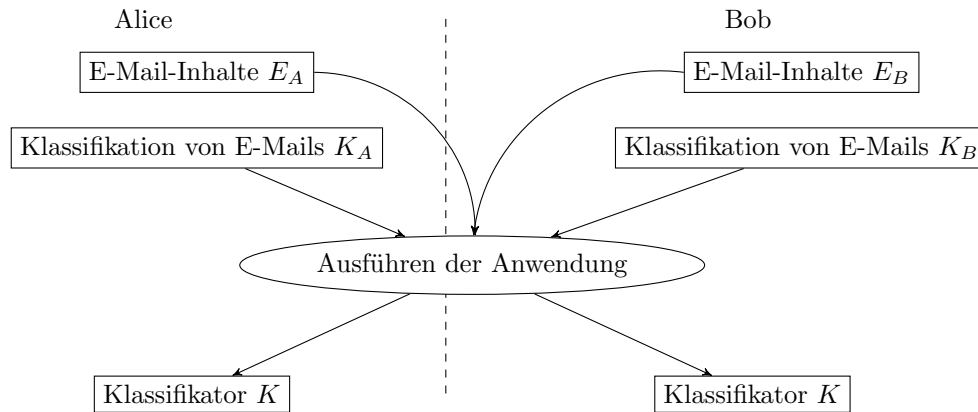 Alice
Bob
E-Mail-Inhalte E_A
E-Mail-Inhalte E_B
Klassifikation von E-Mails K_A
Klassifikation von E-Mails K_B
Ausführen der Anwendung
Klassifikator K
Klassifikator K